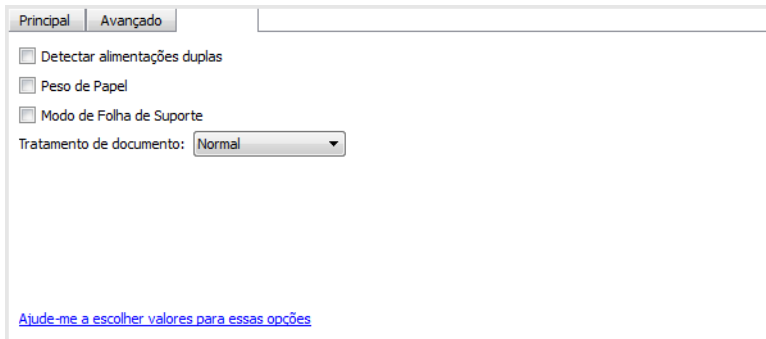 Principal Avançado
Detectar alimentações duplas
Peso de Papel
Modo de Folha de Suporte
Tratamento de documento: Normal
Ajude-me a escolher valores para essas opções